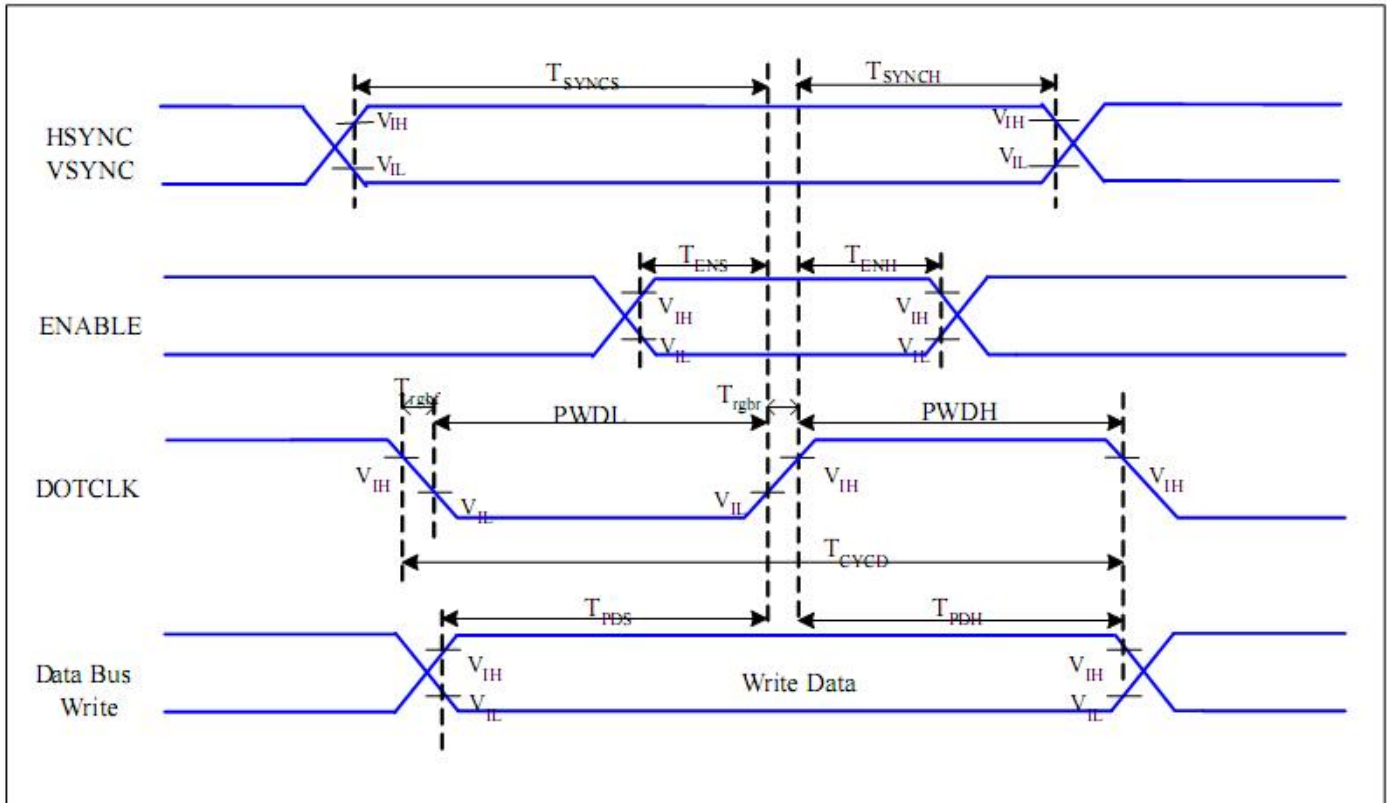 TSYNCS TSYNCH
HSYNC
VSYNC
VIH VIH
VIL VIL
TENS TENH
ENABLE
VIH VIH
VIL VIL
Trgbf PWDL Trgbr PWDH
DOTCLK
VIH VIL VIL VIH VIH
TCYCD
TPDS TPDH
Data Bus
Write
VIH Write Data VIH
VIL VIL